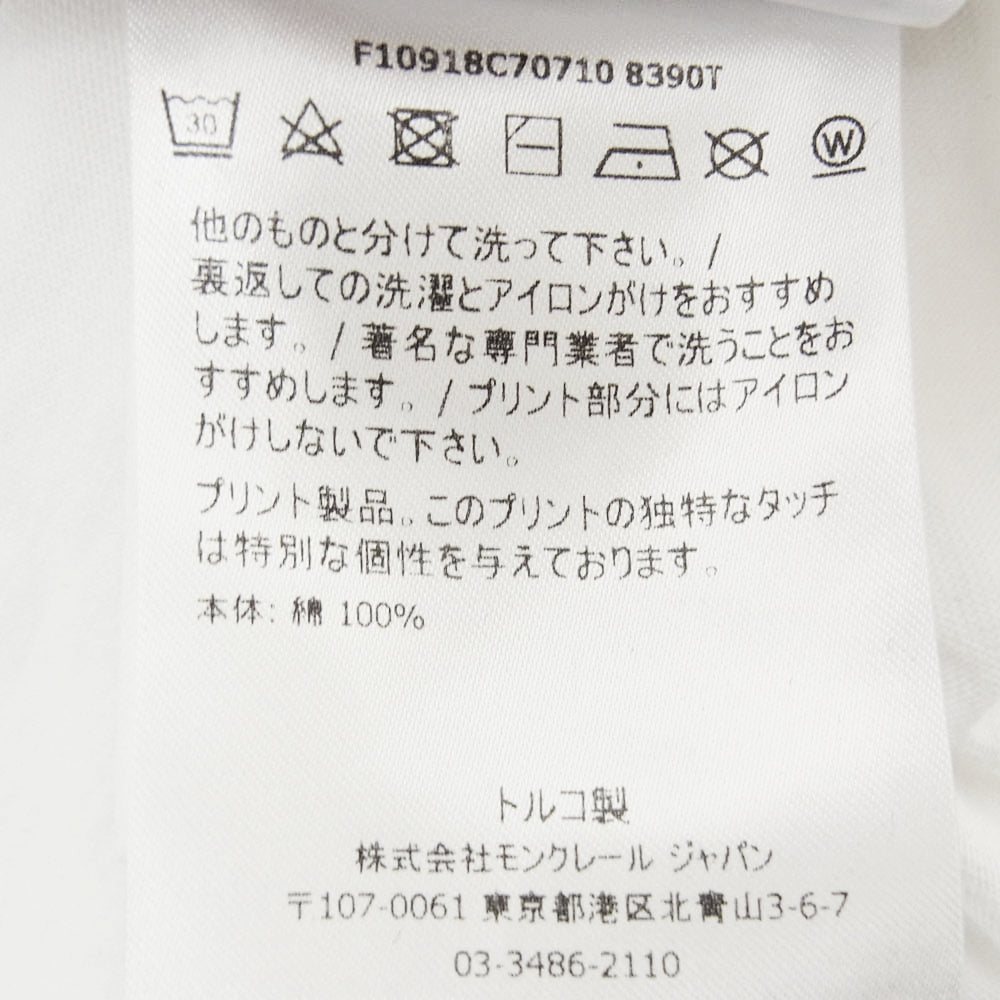 F10918C70710 8390T
30
W
他のものと分けて洗って下さい。/
裏返しての洗濯とアイロンがけをおすすめ
します。/ 著名な専門業者で洗うことをお
すすめします。/ プリント部分にはアイロン
がけしないで下さい。
プリント製品。このプリントの独特なタッチ
は特別な個性を与えております。
本体: 綿 100%
トルコ製
株式会社モンクレール ジャパン
〒107-0061 東京都港区北青山3-6-7
03-3486-2110